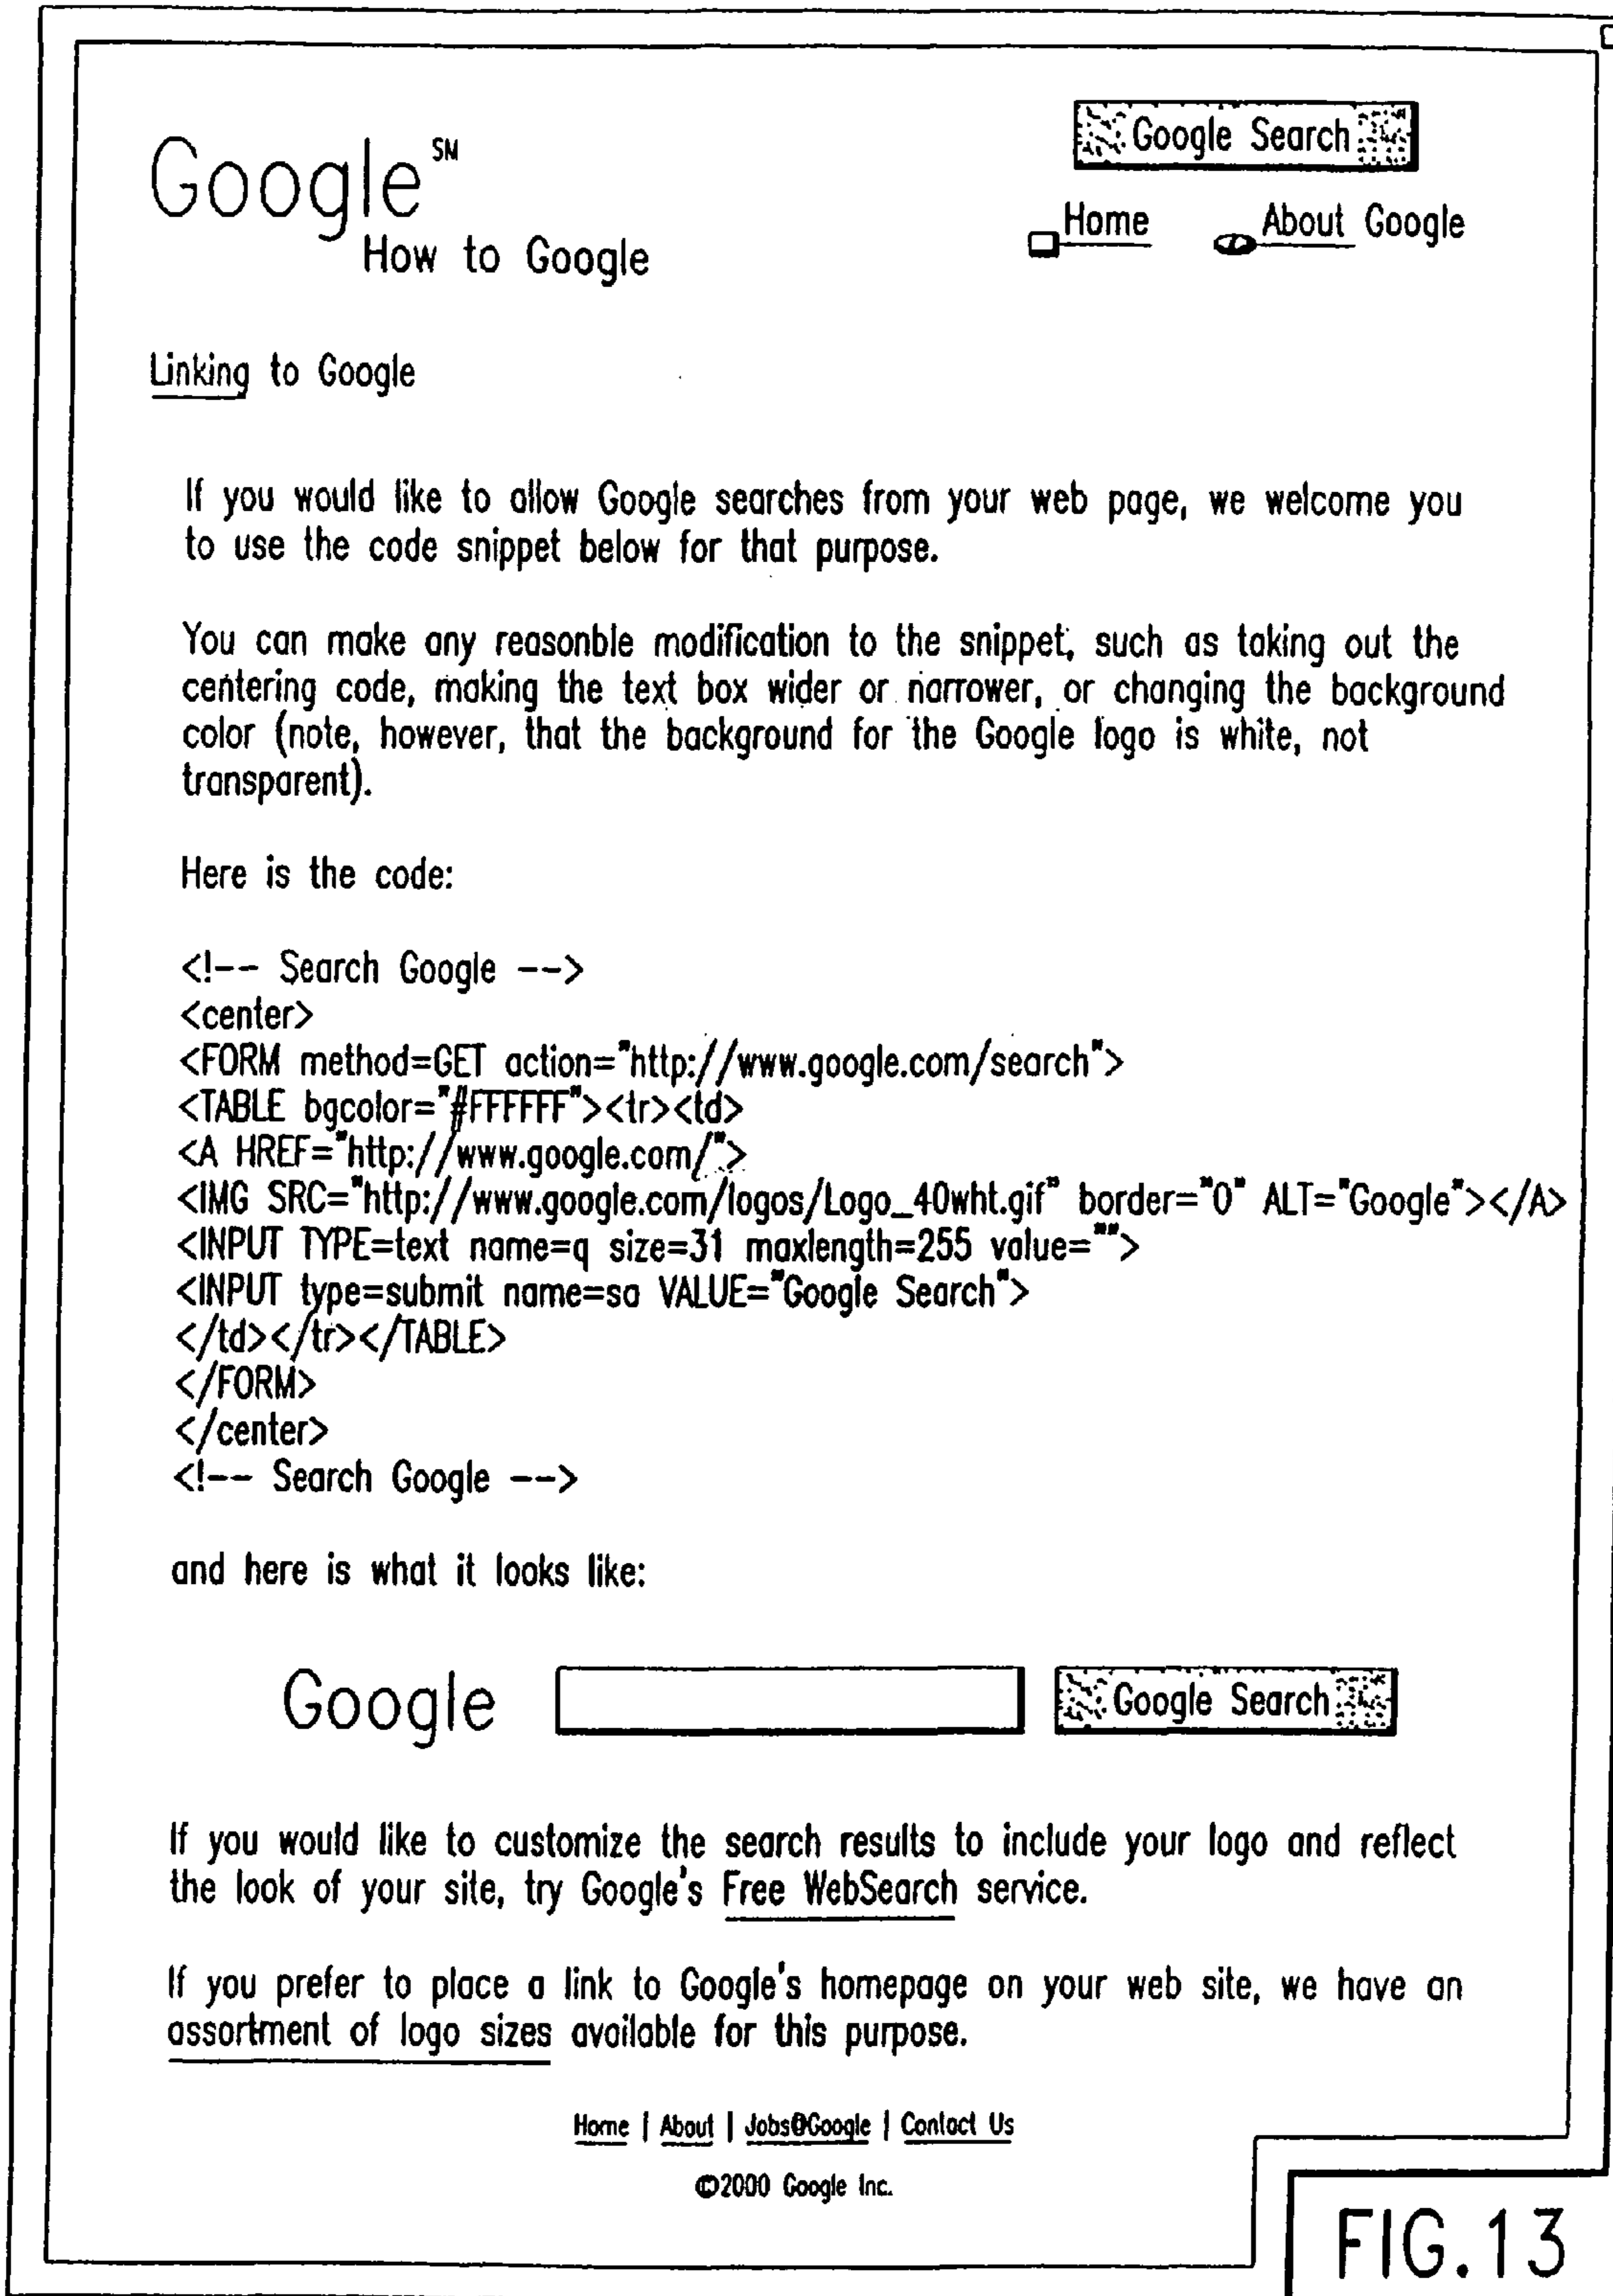 Google℠
Google Search
How to Google
Home About Google
Linking to Google
If you would like to allow Google searches from your web page, we welcome you
to use the code snippet below for that purpose.
You can make any reasonble modification to the snippet, such as taking out the
centering code, making the text box wider or narrower, or changing the background
color (note, however, that the background for the Google logo is white, not
transparent).
Here is the code:
<!-- Search Google -->
<center>
<FORM method=GET action="http://www.google.com/search">
<TABLE bgcolor="#FFFFFF"><tr><td>
<A HREF="http://www.google.com/">
<IMG SRC="http://www.google.com/logos/Logo_40wht.gif" border="0" ALT="Google"></A>
<INPUT TYPE=text name=q size=31 maxlength=255 value="">
<INPUT type=submit name=sa VALUE="Google Search">
</td></tr></TABLE>
</FORM>
</center>
<!-- Search Google -->
and here is what it looks like:
Google Google Search
If you would like to customize the search results to include your logo and reflect
the look of your site, try Google's Free WebSearch service.
If you prefer to place a link to Google's homepage on your web site, we have an
assortment of logo sizes available for this purpose.
Home | About | Jobs@Google | Contact Us
©2000 Google Inc.
FIG.13